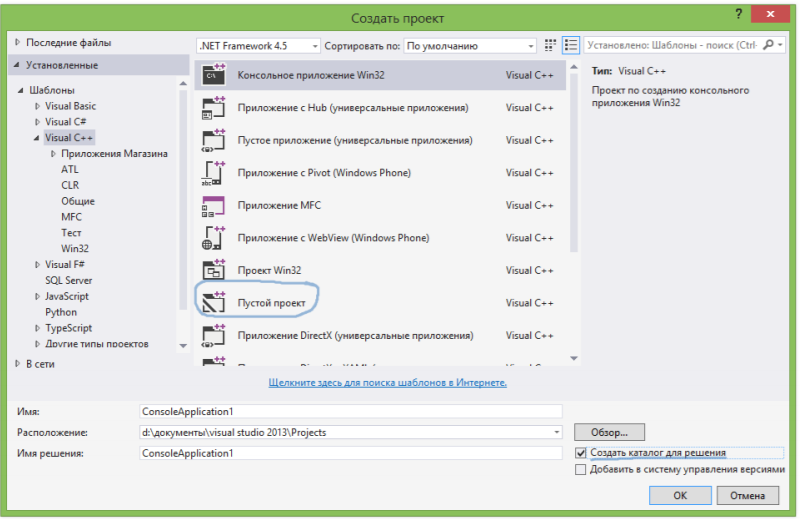 Создать проект
? x
Последние файлы
.NET Framework 4.5 Сортировать по: По умолчанию
Установлено: Шаблоны - поиск (Ctrl-
Установленные
Шаблоны
Visual Basic
Visual C#
Visual C++
Приложения Магазина
ATL
CLR
Общие
MFC
Тест
Win32
Visual F#
SQL Server
JavaScript
Python
TypeScript
Другие типы проектов
В сети
Консольное приложение Win32 Visual C++
Приложение с Hub (универсальные приложения) Visual C++
Пустое приложение (универсальные приложения) Visual C++
Приложение с Pivot (Windows Phone) Visual C++
Приложение MFC Visual C++
Приложение с WebView (Windows Phone) Visual C++
Проект Win32 Visual C++
Пустой проект Visual C++
Приложение DirectX (универсальные приложения) Visual C++
Щелкните здесь для поиска шаблонов в Интернете.
Тип: Visual C++
Проект по созданию консольного
приложения Win32
Имя: ConsoleApplication1
Расположение: d:\документы\visual studio 2013\Projects Обзор...
Имя решения: ConsoleApplication1
Создать каталог для решения
Добавить в систему управления версиями
OK Отмена